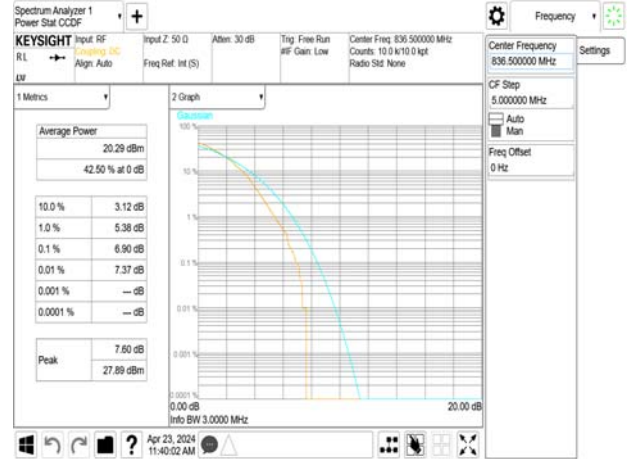 Spectrum Analyzer 1
Power Stat CCDF
Frequency
KEYSIGHT
RL
LXI
Input: RF
Coupling: DC
Align: Auto
Input Z: 50 Ω
Freq Ref: Int (S)
Atten: 30 dB
Trig: Free Run
#IF Gain: Low
Center Freq: 836.500000 MHz
Counts: 10.0 k/10.0 kpt
Radio Std: None
Center Frequency
836.500000 MHz
Settings
CF Step
5.000000 MHz
Auto
Man
Freq Offset
0 Hz
1 Metrics
2 Graph
Average Power
20.29 dBm
42.50 % at 0 dB
10.0 % 3.12 dB
1.0 % 5.38 dB
0.1 % 6.90 dB
0.01 % 7.37 dB
0.001 % --- dB
0.0001 % --- dB
Peak
7.60 dB
27.89 dBm
Gaussian
100 %
10 %
1 %
0.1 %
0.01 %
0.001 %
0.0001 %
0.00 dB
20.00 dB
Info BW 3.0000 MHz
Apr 23, 2024
11:40:02 AM